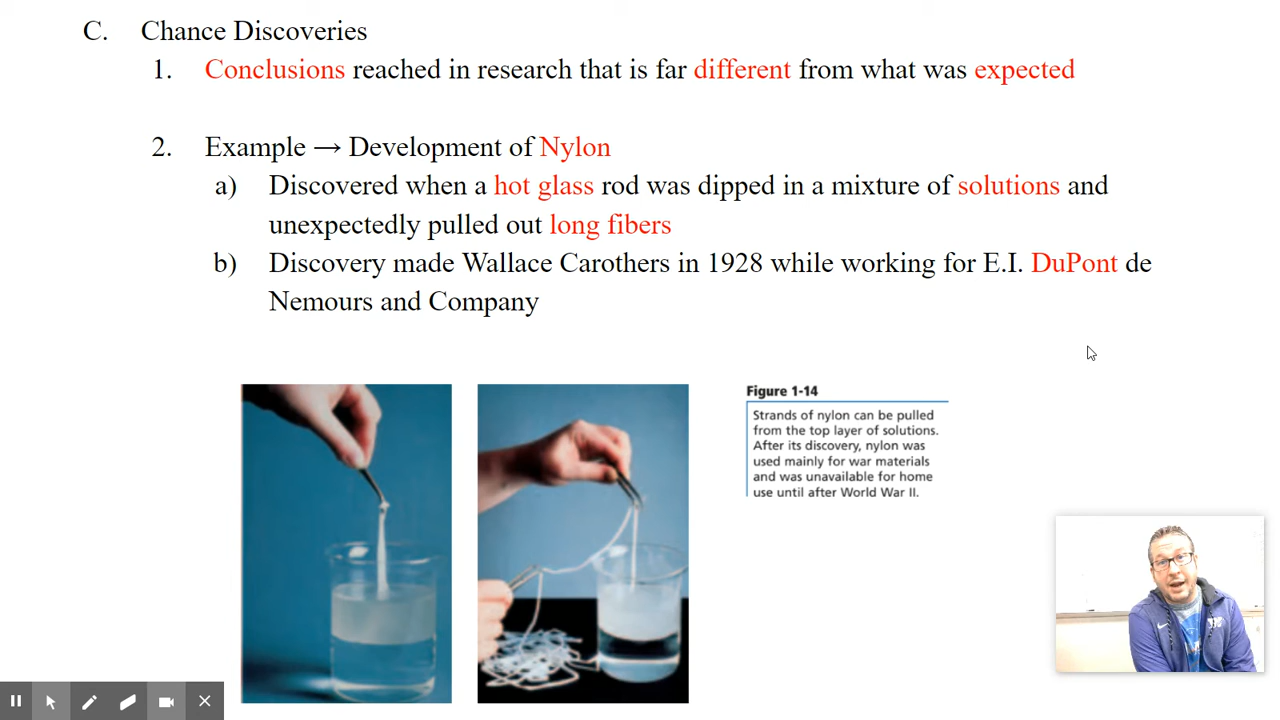 C. Chance Discoveries
1. Conclusions reached in research that is far different from what was expected
2. Example → Development of Nylon
a) Discovered when a hot glass rod was dipped in a mixture of solutions and
unexpectedly pulled out long fibers
b) Discovery made Wallace Carothers in 1928 while working for E.I. DuPont de
Nemours and Company
Figure 1-14
Strands of nylon can be pulled
from the top layer of solutions.
After its discovery, nylon was
used mainly for war materials
and was unavailable for home
use until after World War II.